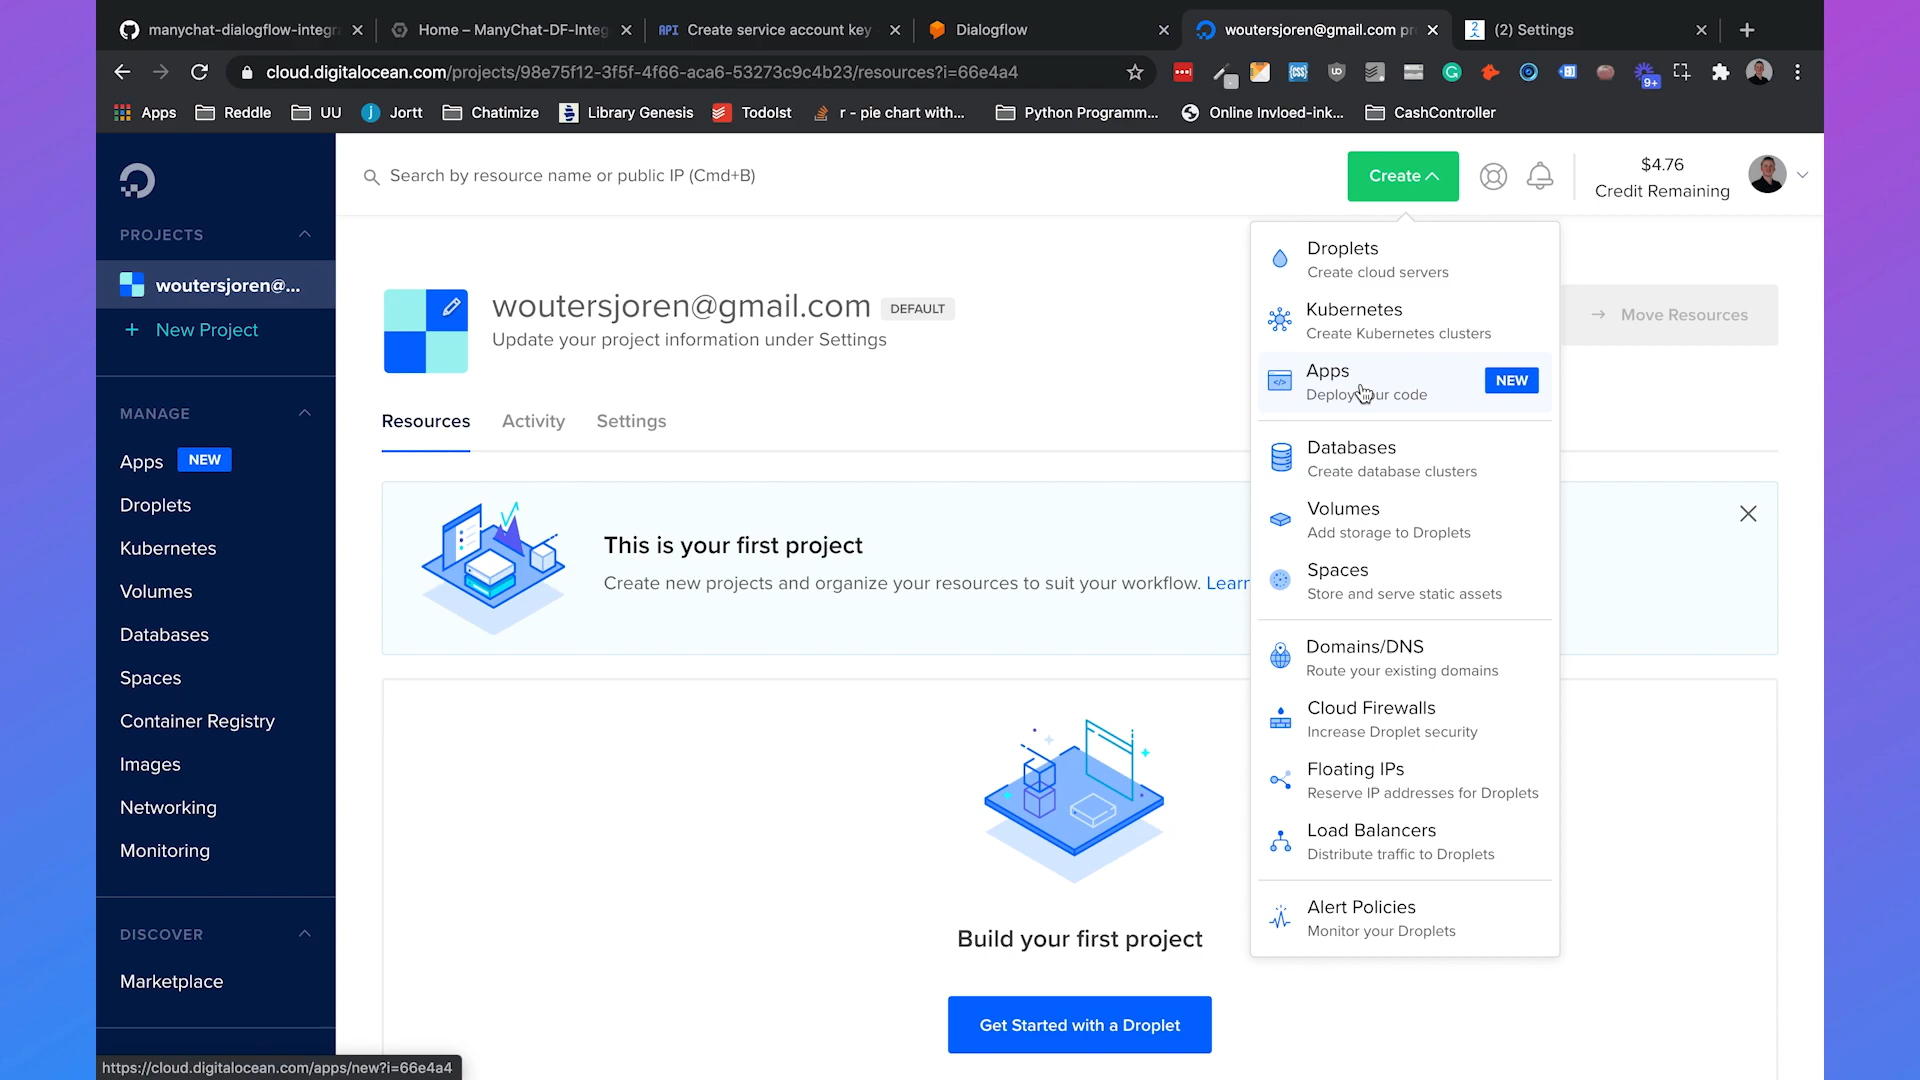 manychat-dialogflow-integra
Home – ManyChat-DF-Integ
API
Create service account key
Dialogflow
woutersjoren@gmail.com pr
(2) Settings
cloud.digitalocean.com/projects/98e75f12-3f5f-4f66-aca6-53273c9c4b23/resources?i=66e4a4
9+
Apps
Reddle
UU
Jortt
Chatimize
Library Genesis
Todoist
r - pie chart with...
Python Programm...
Online Invloed-ink...
CashController
Search by resource name or public IP (Cmd+B)
Create
$4.76
Credit Remaining
PROJECTS
woutersjoren@...
+ New Project
MANAGE
Apps NEW
Droplets
Kubernetes
Volumes
Databases
Spaces
Container Registry
Images
Networking
Monitoring
DISCOVER
Marketplace
https://cloud.digitalocean.com/apps/new?i=66e4a4
woutersjoren@gmail.com DEFAULT
Update your project information under Settings
Move Resources
Resources Activity Settings
This is your first project
Create new projects and organize your resources to suit your workflow. Learn
Build your first project
Get Started with a Droplet
Droplets
Create cloud servers
Kubernetes
Create Kubernetes clusters
Apps
Deploy your code
NEW
Databases
Create database clusters
Volumes
Add storage to Droplets
Spaces
Store and serve static assets
Domains/DNS
Route your existing domains
Cloud Firewalls
Increase Droplet security
Floating IPs
Reserve IP addresses for Droplets
Load Balancers
Distribute traffic to Droplets
Alert Policies
Monitor your Droplets